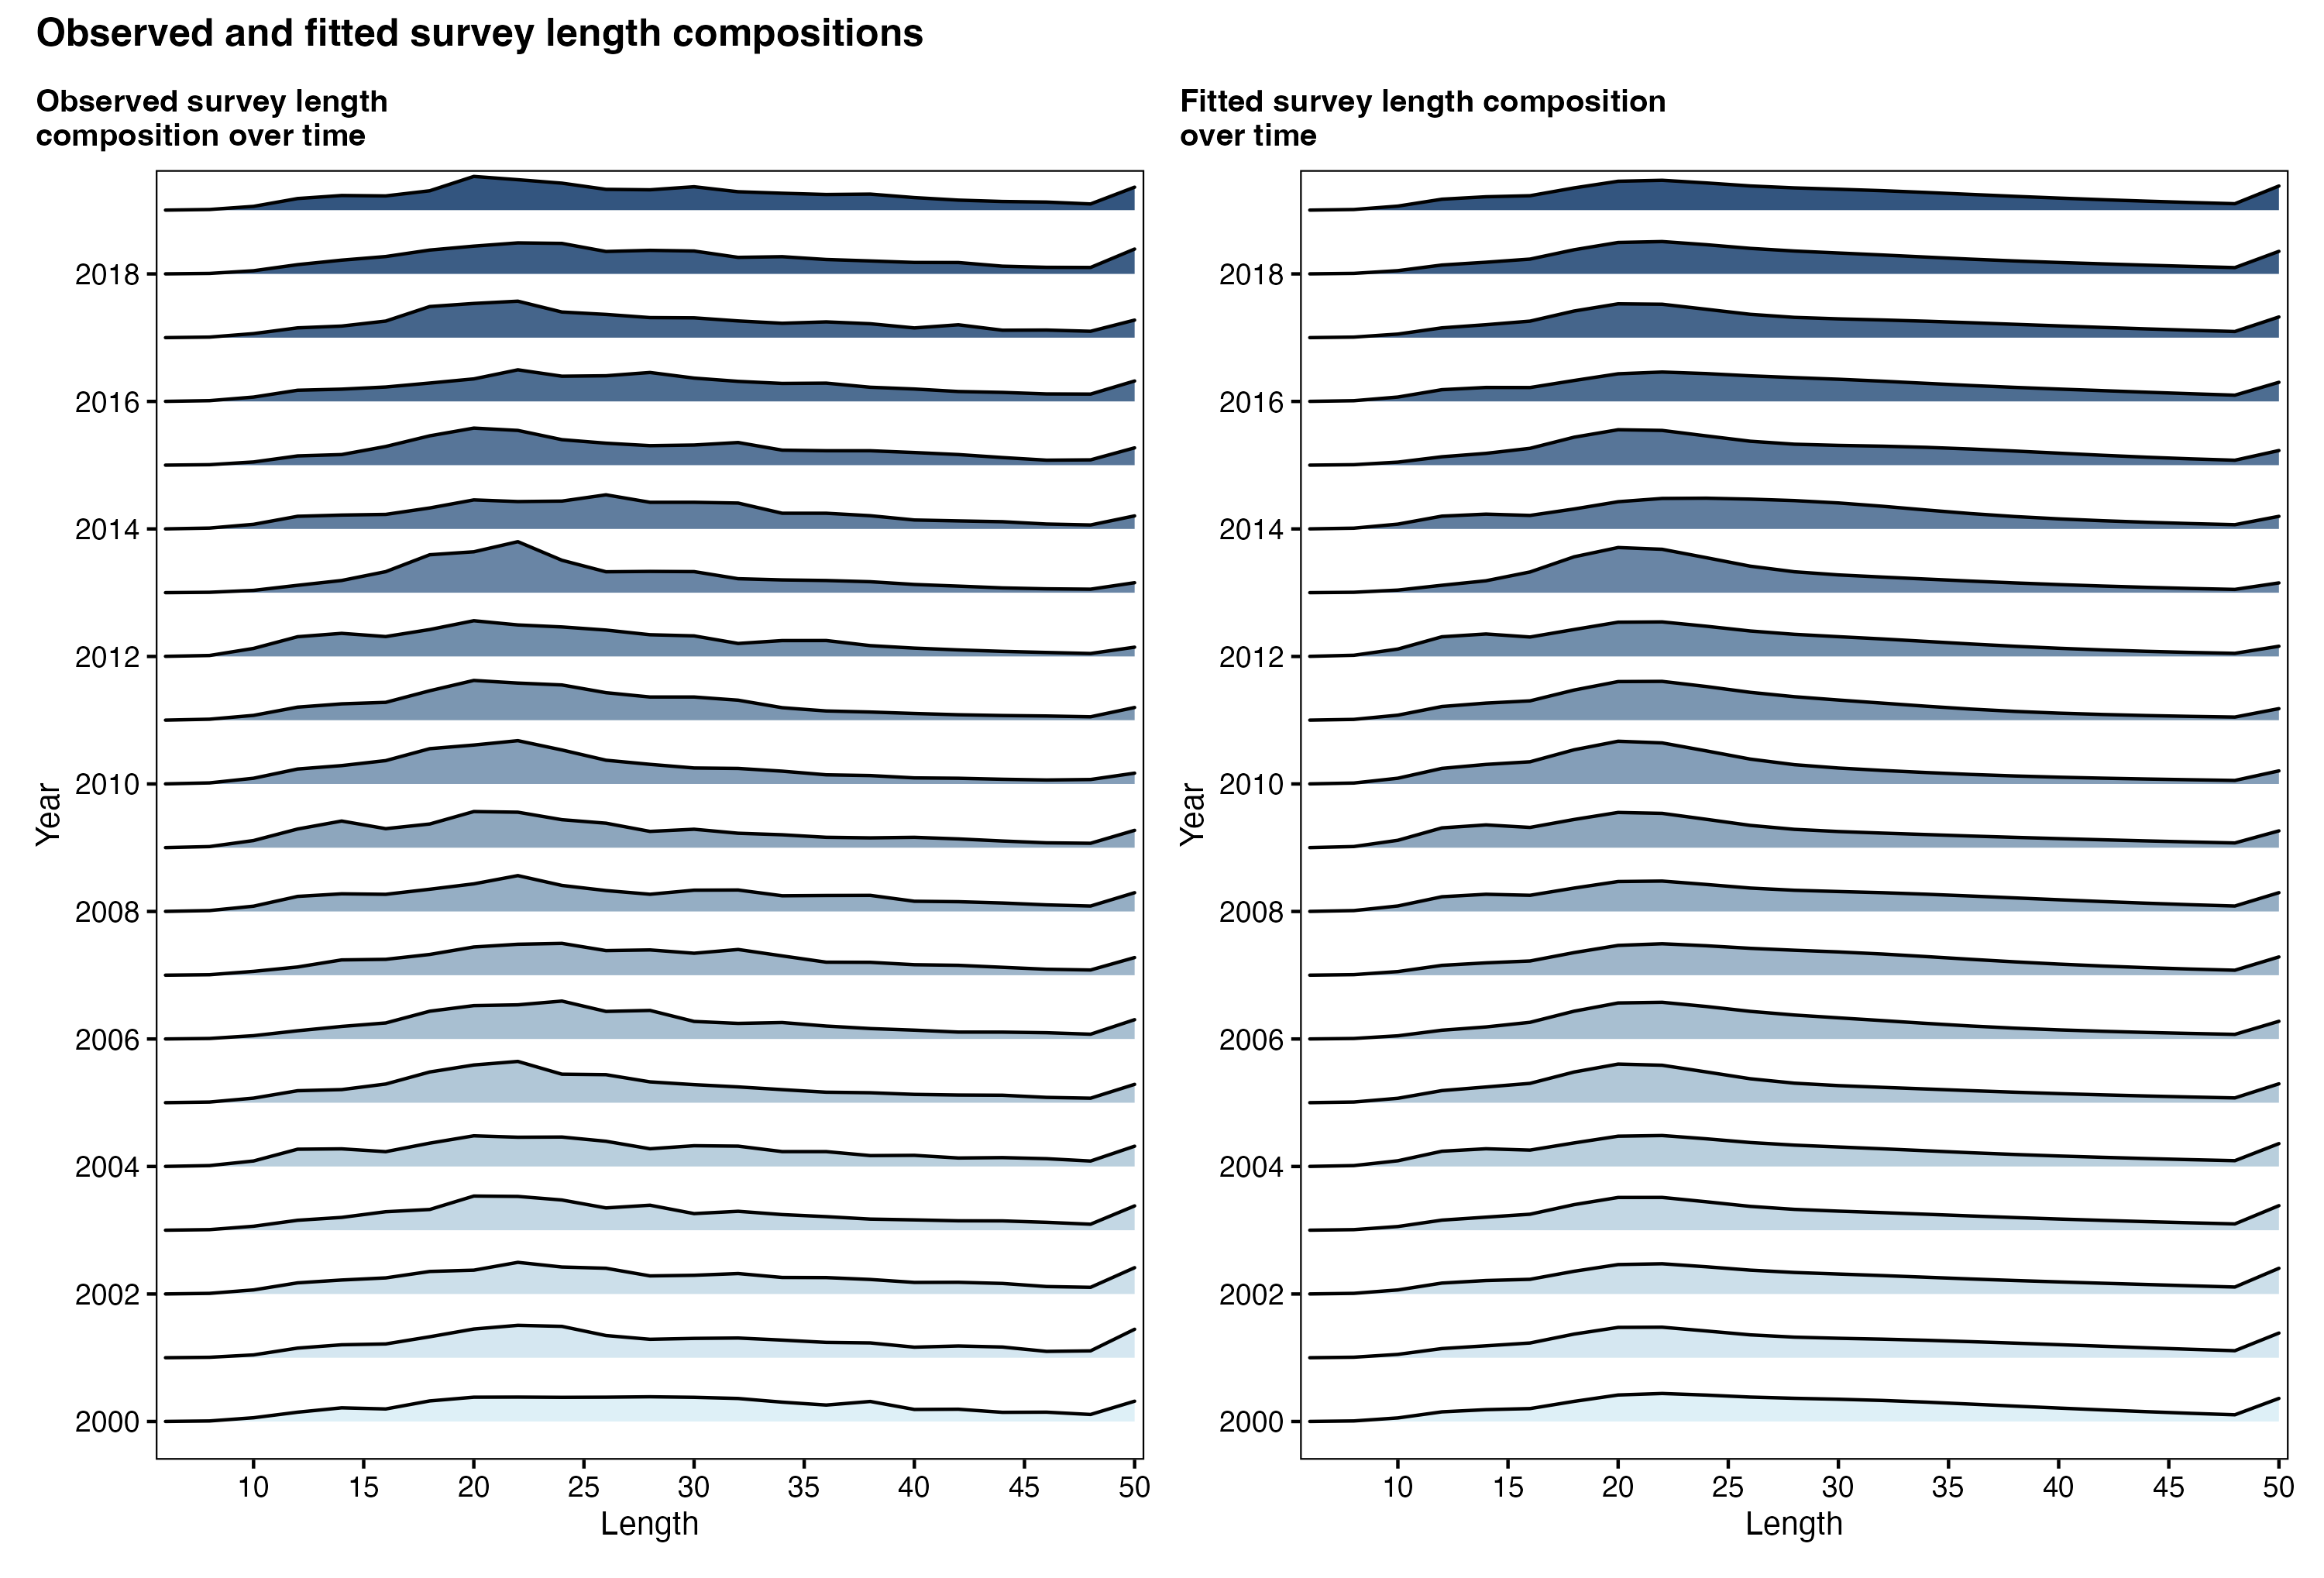 Observed and fitted survey length compositions
Observed survey length
composition over time
2018
2016
2014
2012
2010
2008
2006
2004
2002
2000
Year
10 15 20 25 30 35 40 45 50
Length
Fitted survey length composition
over time
2018
2016
2014
2012
2010
2008
2006
2004
2002
2000
Year
10 15 20 25 30 35 40 45 50
Length